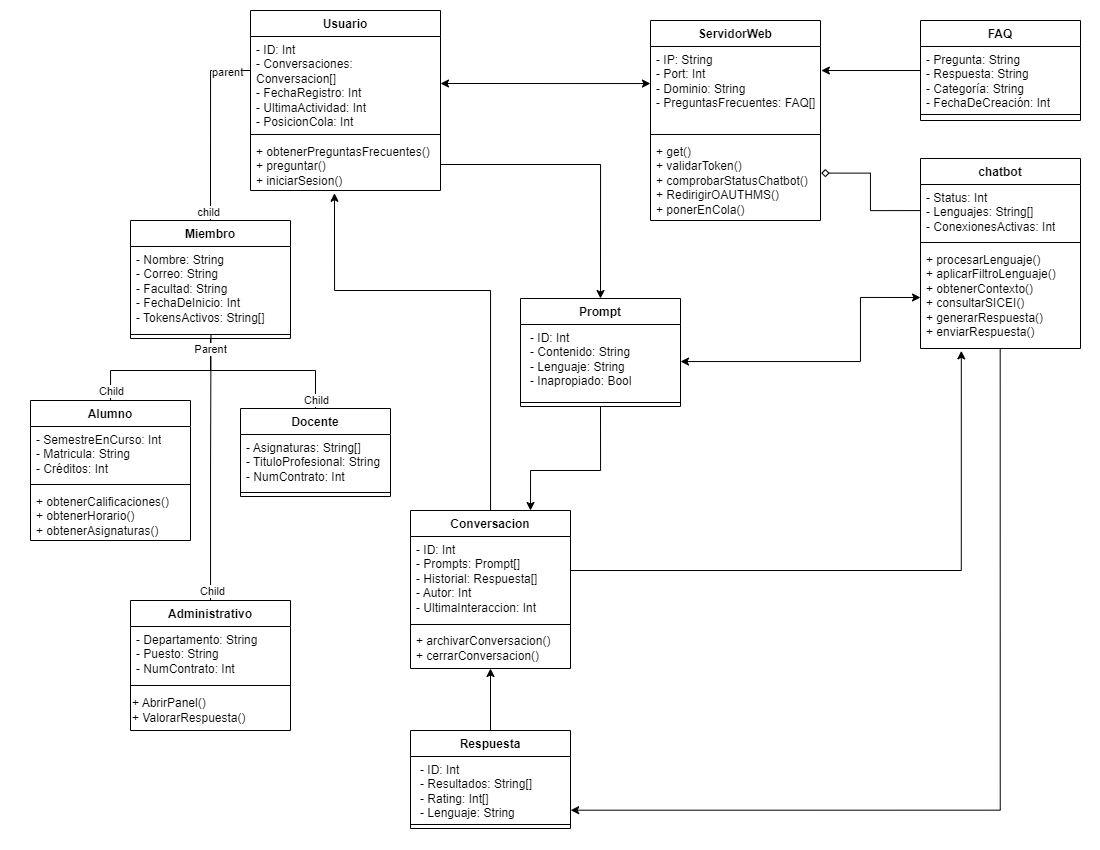 Usuario
- ID: Int
- Conversaciones:
Conversacion[]
- FechaRegistro: Int
- UltimaActividad: Int
- PosicionCola: Int
+ obtenerPreguntasFrecuentes()
+ preguntar()
+ iniciarSesion()
ServidorWeb
- IP: String
- Port: Int
- Dominio: String
- PreguntasFrecuentes: FAQ[]
+ get()
+ validarToken()
+ comprobarStatusChatbot()
+ RedirigirOAUTHMS()
+ ponerEnCola()
FAQ
- Pregunta: String
- Respuesta: String
- Categoría: String
- FechaDeCreación: Int
parent
child
chatbot
- Status: Int
- Lenguajes: String[]
- ConexionesActivas: Int
+ procesarLenguaje()
+ aplicarFiltroLenguaje()
+ obtenerContexto()
+ consultarSICEI()
+ generarRespuesta()
+ enviarRespuesta()
Miembro
- Nombre: String
- Correo: String
- Facultad: String
- FechaDeInicio: Int
- TokensActivos: String[]
Parent
Prompt
- ID: Int
- Contenido: String
- Lenguaje: String
- Inapropiado: Bool
Child
Alumno
- SemestreEnCurso: Int
- Matricula: String
- Créditos: Int
+ obtenerCalificaciones()
+ obtenerHorario()
+ obtenerAsignaturas()
Child
Docente
- Asignaturas: String[]
- TituloProfesional: String
- NumContrato: Int
Child
Administrativo
- Departamento: String
- Puesto: String
- NumContrato: Int
+ AbrirPanel()
+ ValorarRespuesta()
Conversacion
- ID: Int
- Prompts: Prompt[]
- Historial: Respuesta[]
- Autor: Int
- UltimaInteraccion: Int
+ archivarConversacion()
+ cerrarConversacion()
Respuesta
- ID: Int
- Resultados: String[]
- Rating: Int[]
- Lenguaje: String